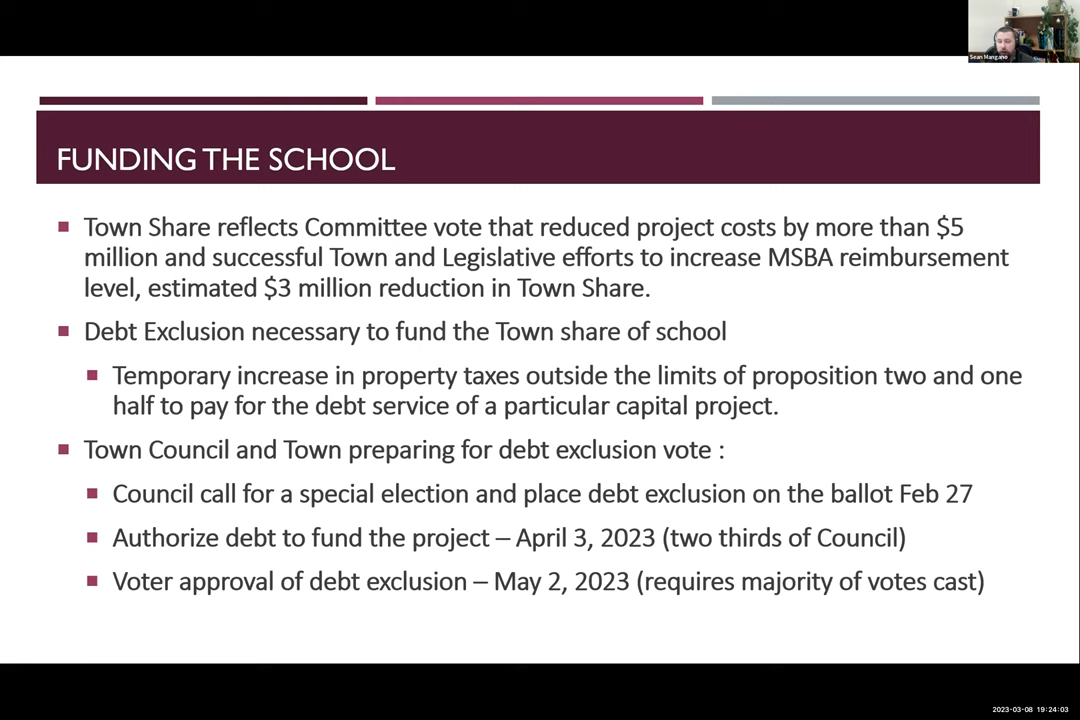 Sean Mangano
FUNDING THE SCHOOL
Town Share reflects Committee vote that reduced project costs by more than $5
million and successful Town and Legislative efforts to increase MSBA reimbursement
level, estimated $3 million reduction in Town Share.
Debt Exclusion necessary to fund the Town share of school
Temporary increase in property taxes outside the limits of proposition two and one
half to pay for the debt service of a particular capital project.
Town Council and Town preparing for debt exclusion vote :
Council call for a special election and place debt exclusion on the ballot Feb 27
Authorize debt to fund the project – April 3, 2023 (two thirds of Council)
Voter approval of debt exclusion – May 2, 2023 (requires majority of votes cast)
2023-03-08 19:24:03